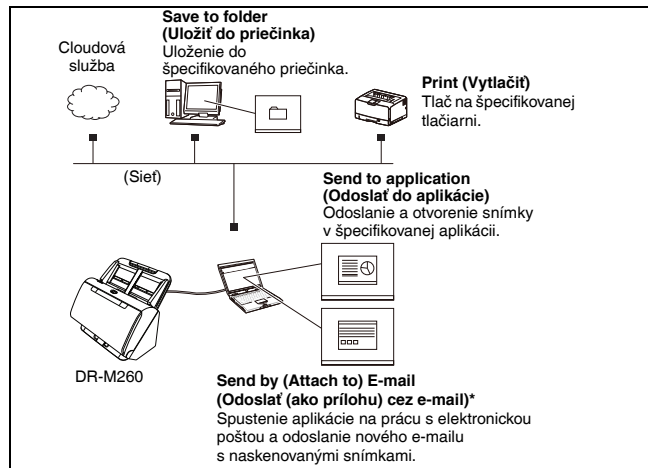 Cloudová
služba
Save to folder
(Uložiť do priečinka)
Uloženie do
špecifikovaného priečinka.
Print (Vytlačiť)
Tlač na špecifikovanej
tlačiarni.
(Sieť)
Send to application
(Odoslať do aplikácie)
Odoslanie a otvorenie snímky
v špecifikovanej aplikácii.
DR-M260
Send by (Attach to) E-mail
(Odoslať (ako prílohu) cez e-mail)*
Spustenie aplikácie na prácu s elektronickou
poštou a odoslanie nového e-mailu
s naskenovanými snímkami.